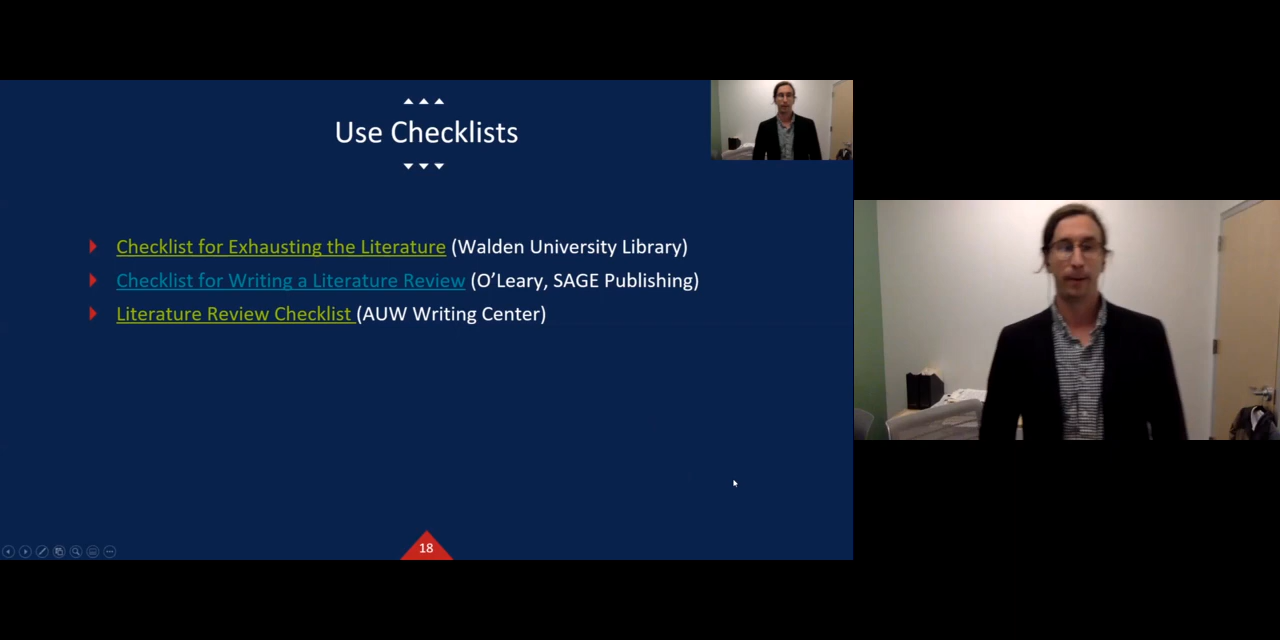 Use Checklists
Checklist for Exhausting the Literature (Walden University Library)
Checklist for Writing a Literature Review (O’Leary, SAGE Publishing)
Literature Review Checklist (AUW Writing Center)
18